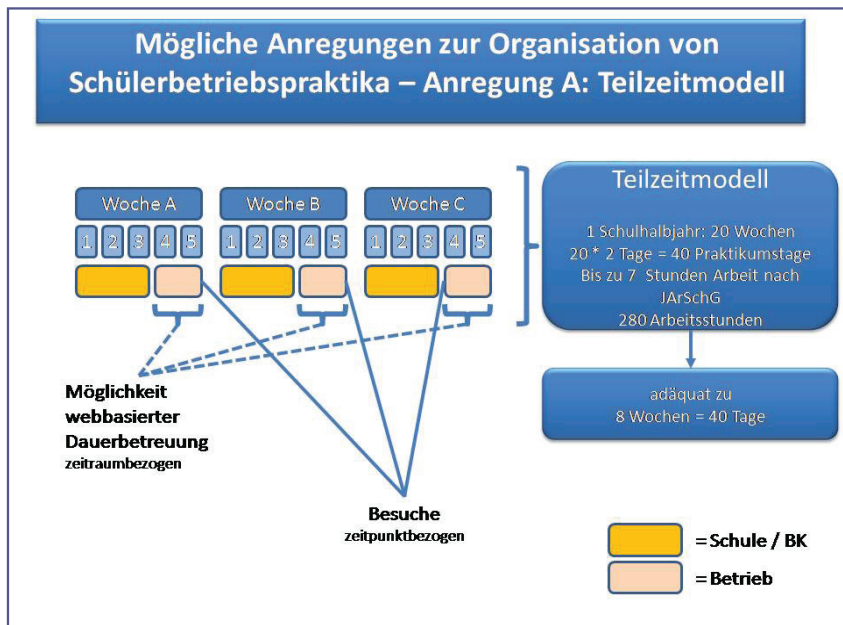 Mögliche Anregungen zur Organisation von
Schülerbetriebspraktika – Anregung A: Teilzeitmodell
Woche A
Woche B
Woche C
1 2 3 4 5
1 2 3 4 5
1 2 3 4 5
Möglichkeit
webbasierter
Dauerbetreuung
zeitraumbezogen
Besuche
zeitpunktbezogen
Teilzeitmodell
1 Schulhalbjahr: 20 Wochen
20 * 2 Tage = 40 Praktikumstage
Bis zu 7 Stunden Arbeit nach
JArSchG
280 Arbeitsstunden
adäquat zu
8 Wochen = 40 Tage
= Schule / BK
= Betrieb